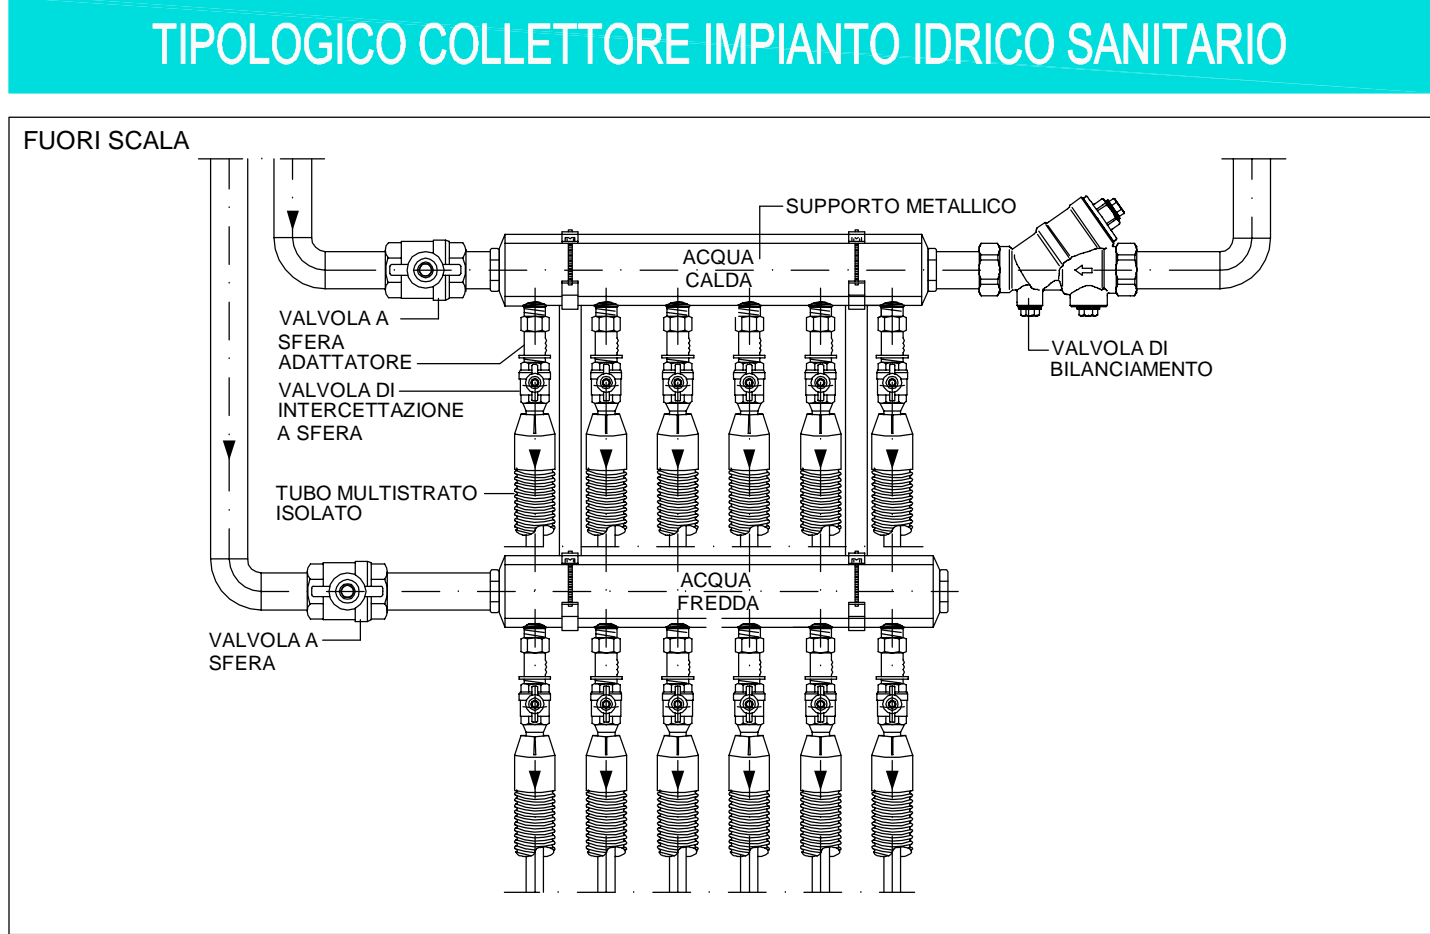 TIPOLOGICO COLLETTORE IMPIANTO IDRICO SANITARIO
FUORI SCALA
SUPPORTO METALLICO
ACQUA
CALDA
VALVOLA A
SFERA
ADATTATORE
VALVOLA DI
BILANCIAMENTO
VALVOLA DI
INTERCETTAZIONE
A SFERA
TUBO MULTISTRATO
ISOLATO
ACQUA
FREDDA
VALVOLA A
SFERA